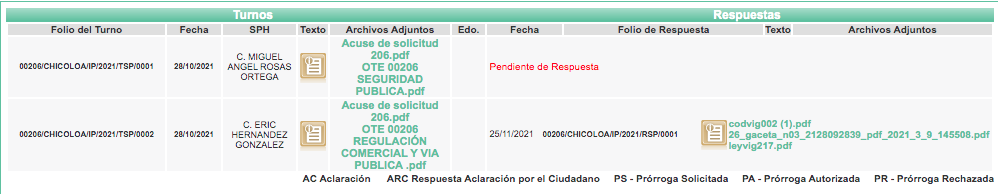 Turnos Respuestas
Folio del Turno Fecha SPH Texto Archivos Adjuntos Edo. Fecha Folio de Respuesta Texto Archivos Adjuntos
00206/CHICOLOA/IP/2021/TSP/0001 28/10/2021
C. MIGUEL
ANGEL ROSAS
ORTEGA
Acuse de solicitud
206.pdf
OTE 00206
SEGURIDAD
PUBLICA.pdf
Pendiente de Respuesta
00206/CHICOLOA/IP/2021/TSP/0002 28/10/2021
C. ERIC
HERNANDEZ
GONZALEZ
Acuse de solicitud
206.pdf
OTE 00206
REGULACIÓN
COMERCIAL Y VIA
PUBLICA .pdf
25/11/2021 00206/CHICOLOA/IP/2021/RSP/0001
codvig002 (1).pdf
26_gaceta_n03_2128092839_pdf_2021_3_9_145508.pdf
leyvig217.pdf
AC Aclaración ARC Respuesta Aclaración por el Ciudadano PS - Prórroga Solicitada PA - Prórroga Autorizada PR - Prórroga Rechazada